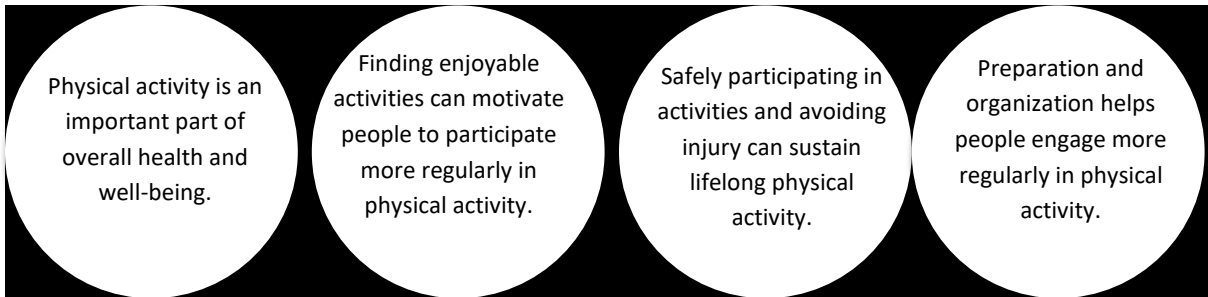 Physical activity is an
important part of
overall health and
well-being.
Finding enjoyable
activities can motivate
people to participate
more regularly in
physical activity.
Safely participating in
activities and avoiding
injury can sustain
lifelong physical
activity.
Preparation and
organization helps
people engage more
regularly in physical
activity.